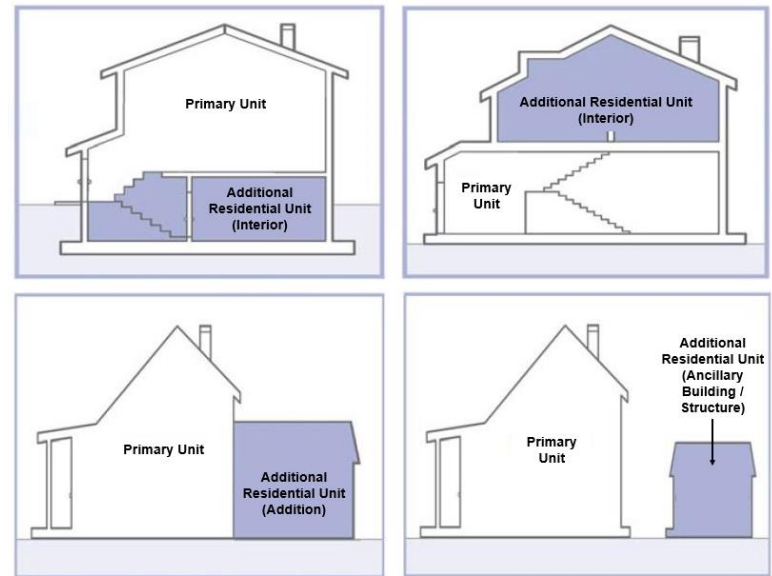 Primary Unit
Additional
Residential Unit
(Interior)
Additional Residential Unit
(Interior)
Primary
Unit
Primary Unit
Additional
Residential Unit
(Addition)
Additional
Residential Unit
(Ancillary
Building /
Structure)
Primary
Unit